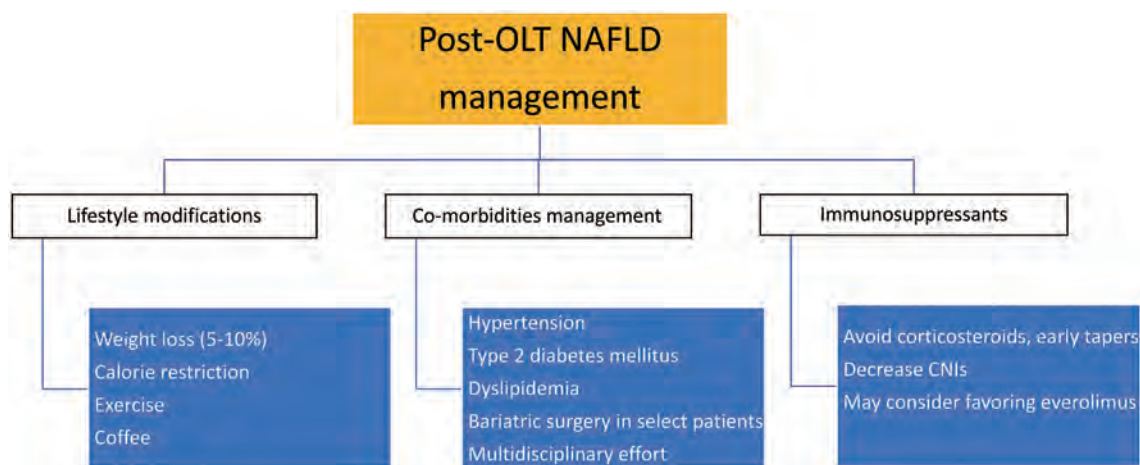 Post-OLT NAFLD
management
Lifestyle modifications
Co-morbidities management
Immunosuppressants
Weight loss (5-10%)
Calorie restriction
Exercise
Coffee
Hypertension
Type 2 diabetes mellitus
Dyslipidemia
Bariatric surgery in select patients
Multidisciplinary effort
Avoid corticosteroids, early tapers
Decrease CNIs
May consider favoring everolimus